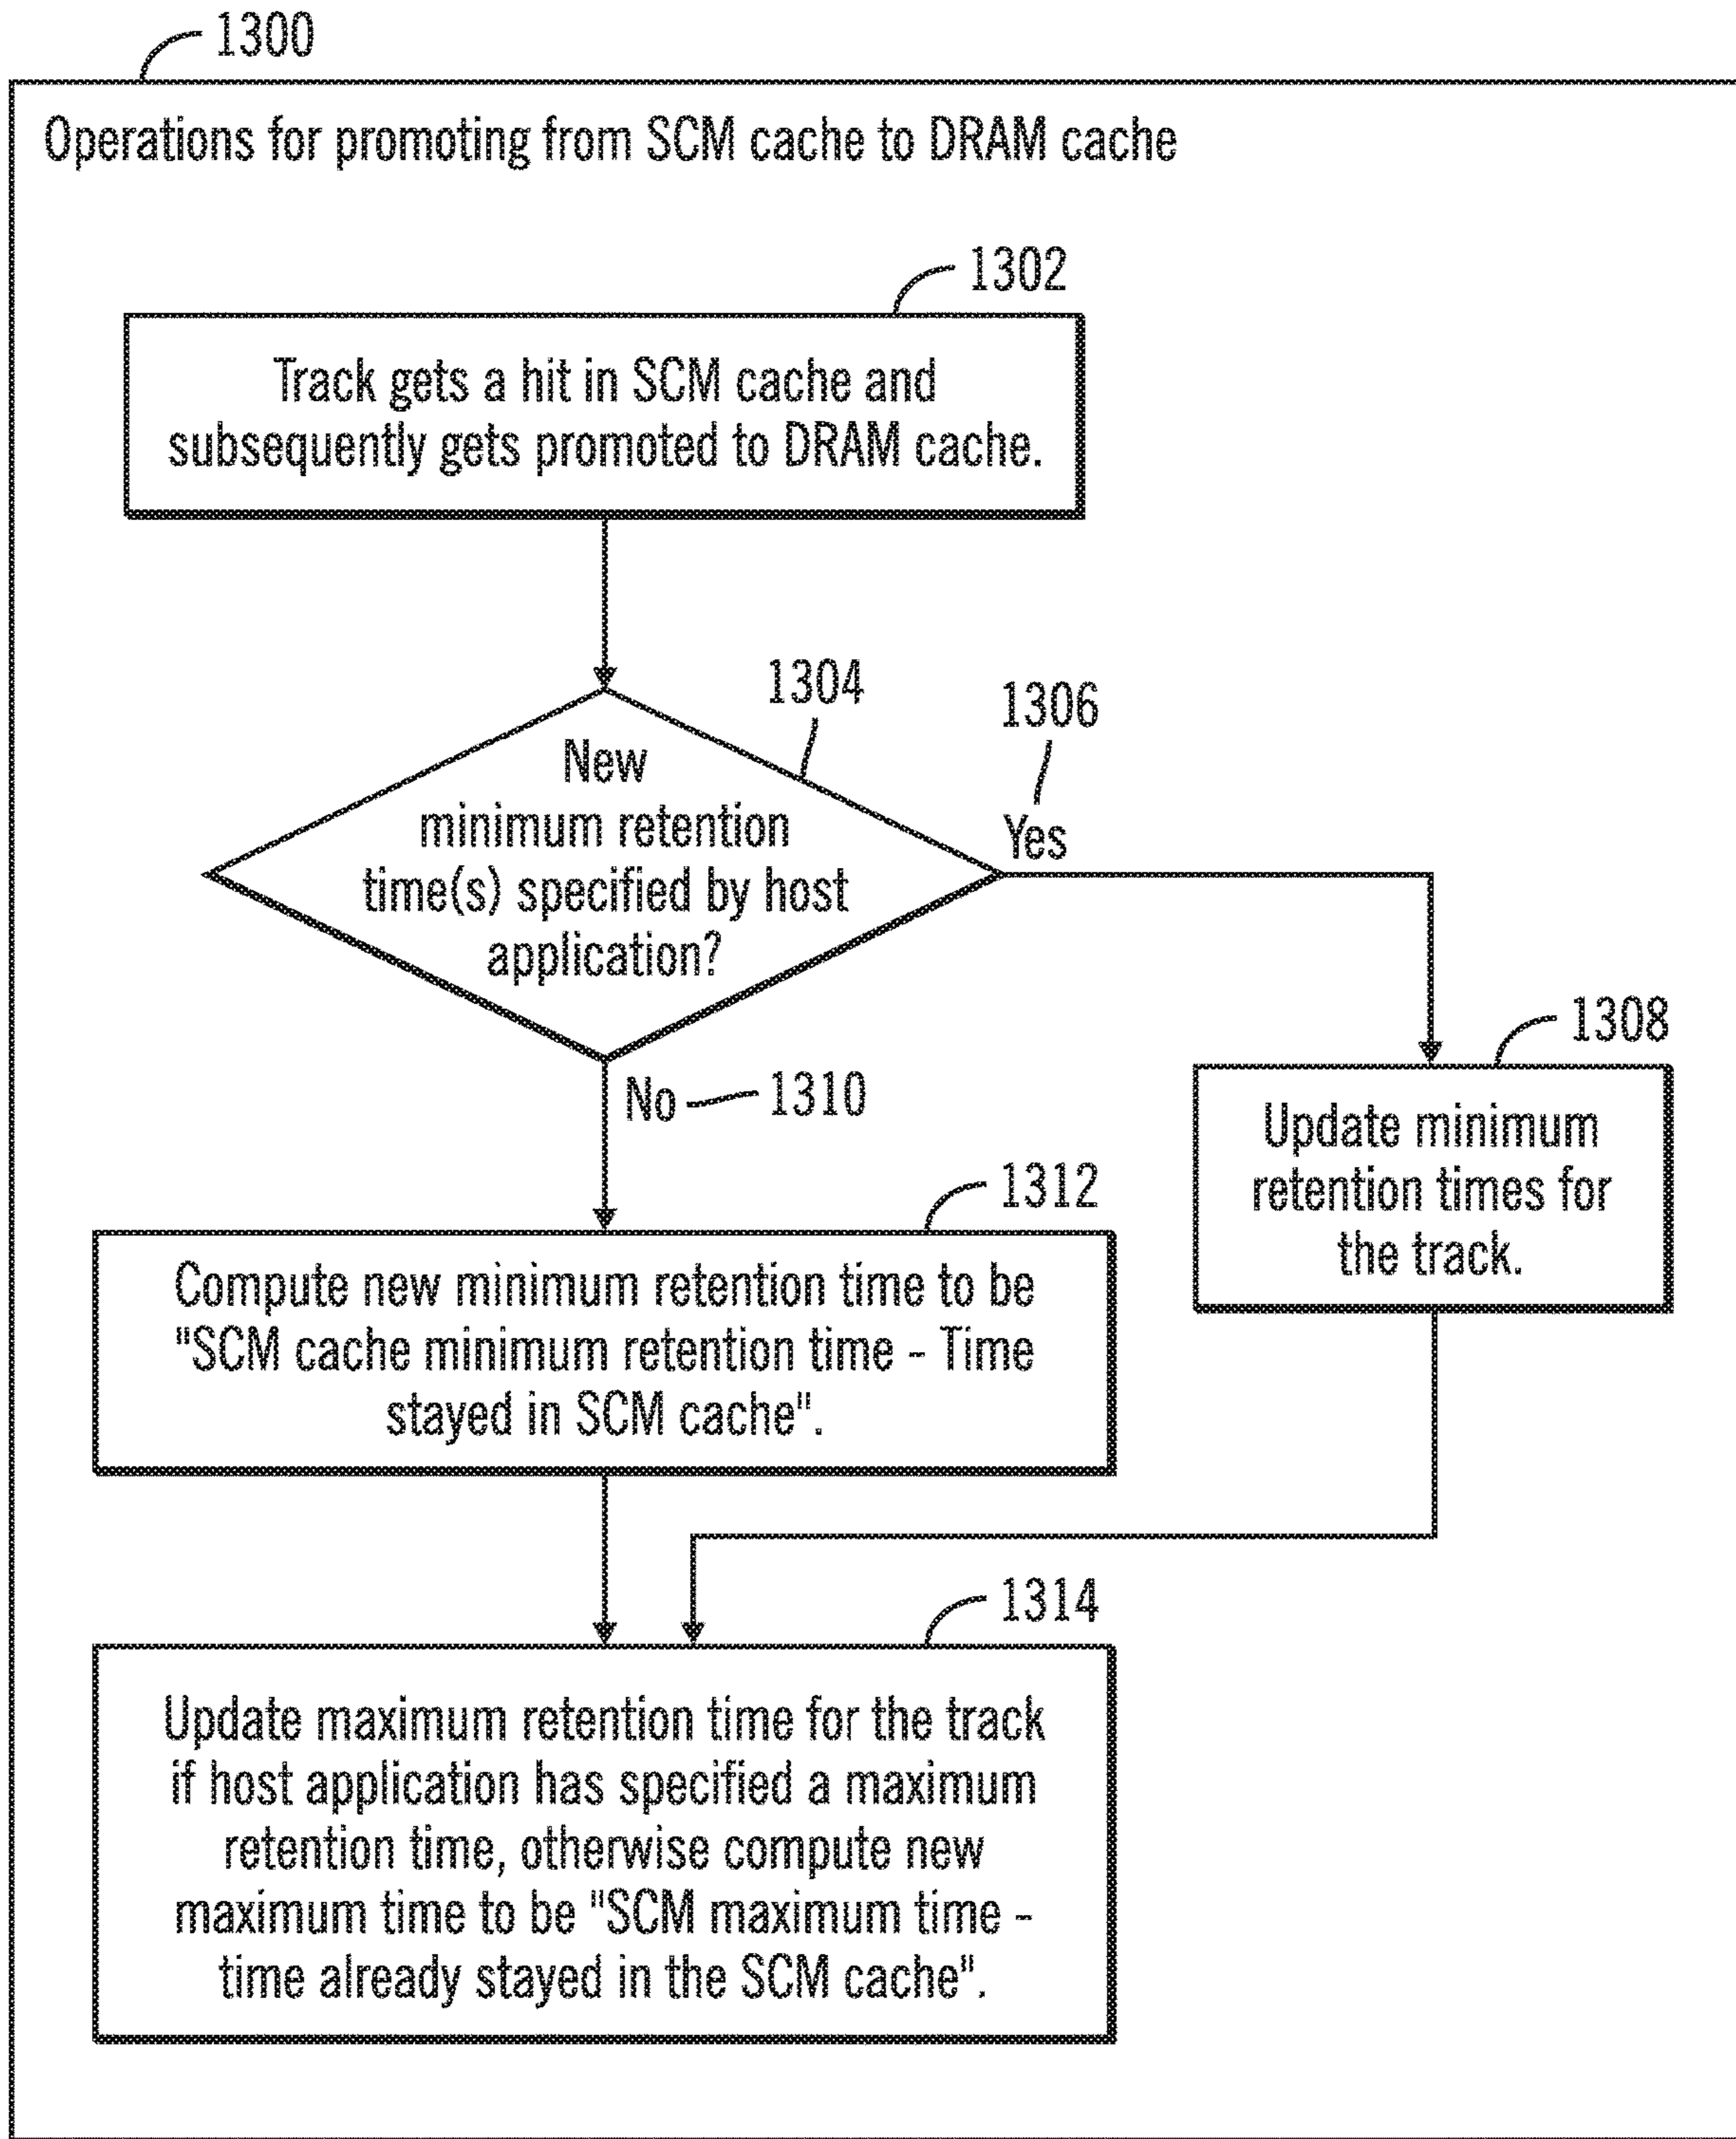 1300
Operations for promoting from SCM cache to DRAM cache
1302
Track gets a hit in SCM cache and
subsequently gets promoted to DRAM cache.
1304
1306
New
minimum retention
time(s) specified by host
application?
Yes
1308
No
1310
Update minimum
retention times for
the track.
1312
Compute new minimum retention time to be
"SCM cache minimum retention time - Time
stayed in SCM cache".
1314
Update maximum retention time for the track
if host application has specified a maximum
retention time, otherwise compute new
maximum time to be "SCM maximum time -
time already stayed in the SCM cache".